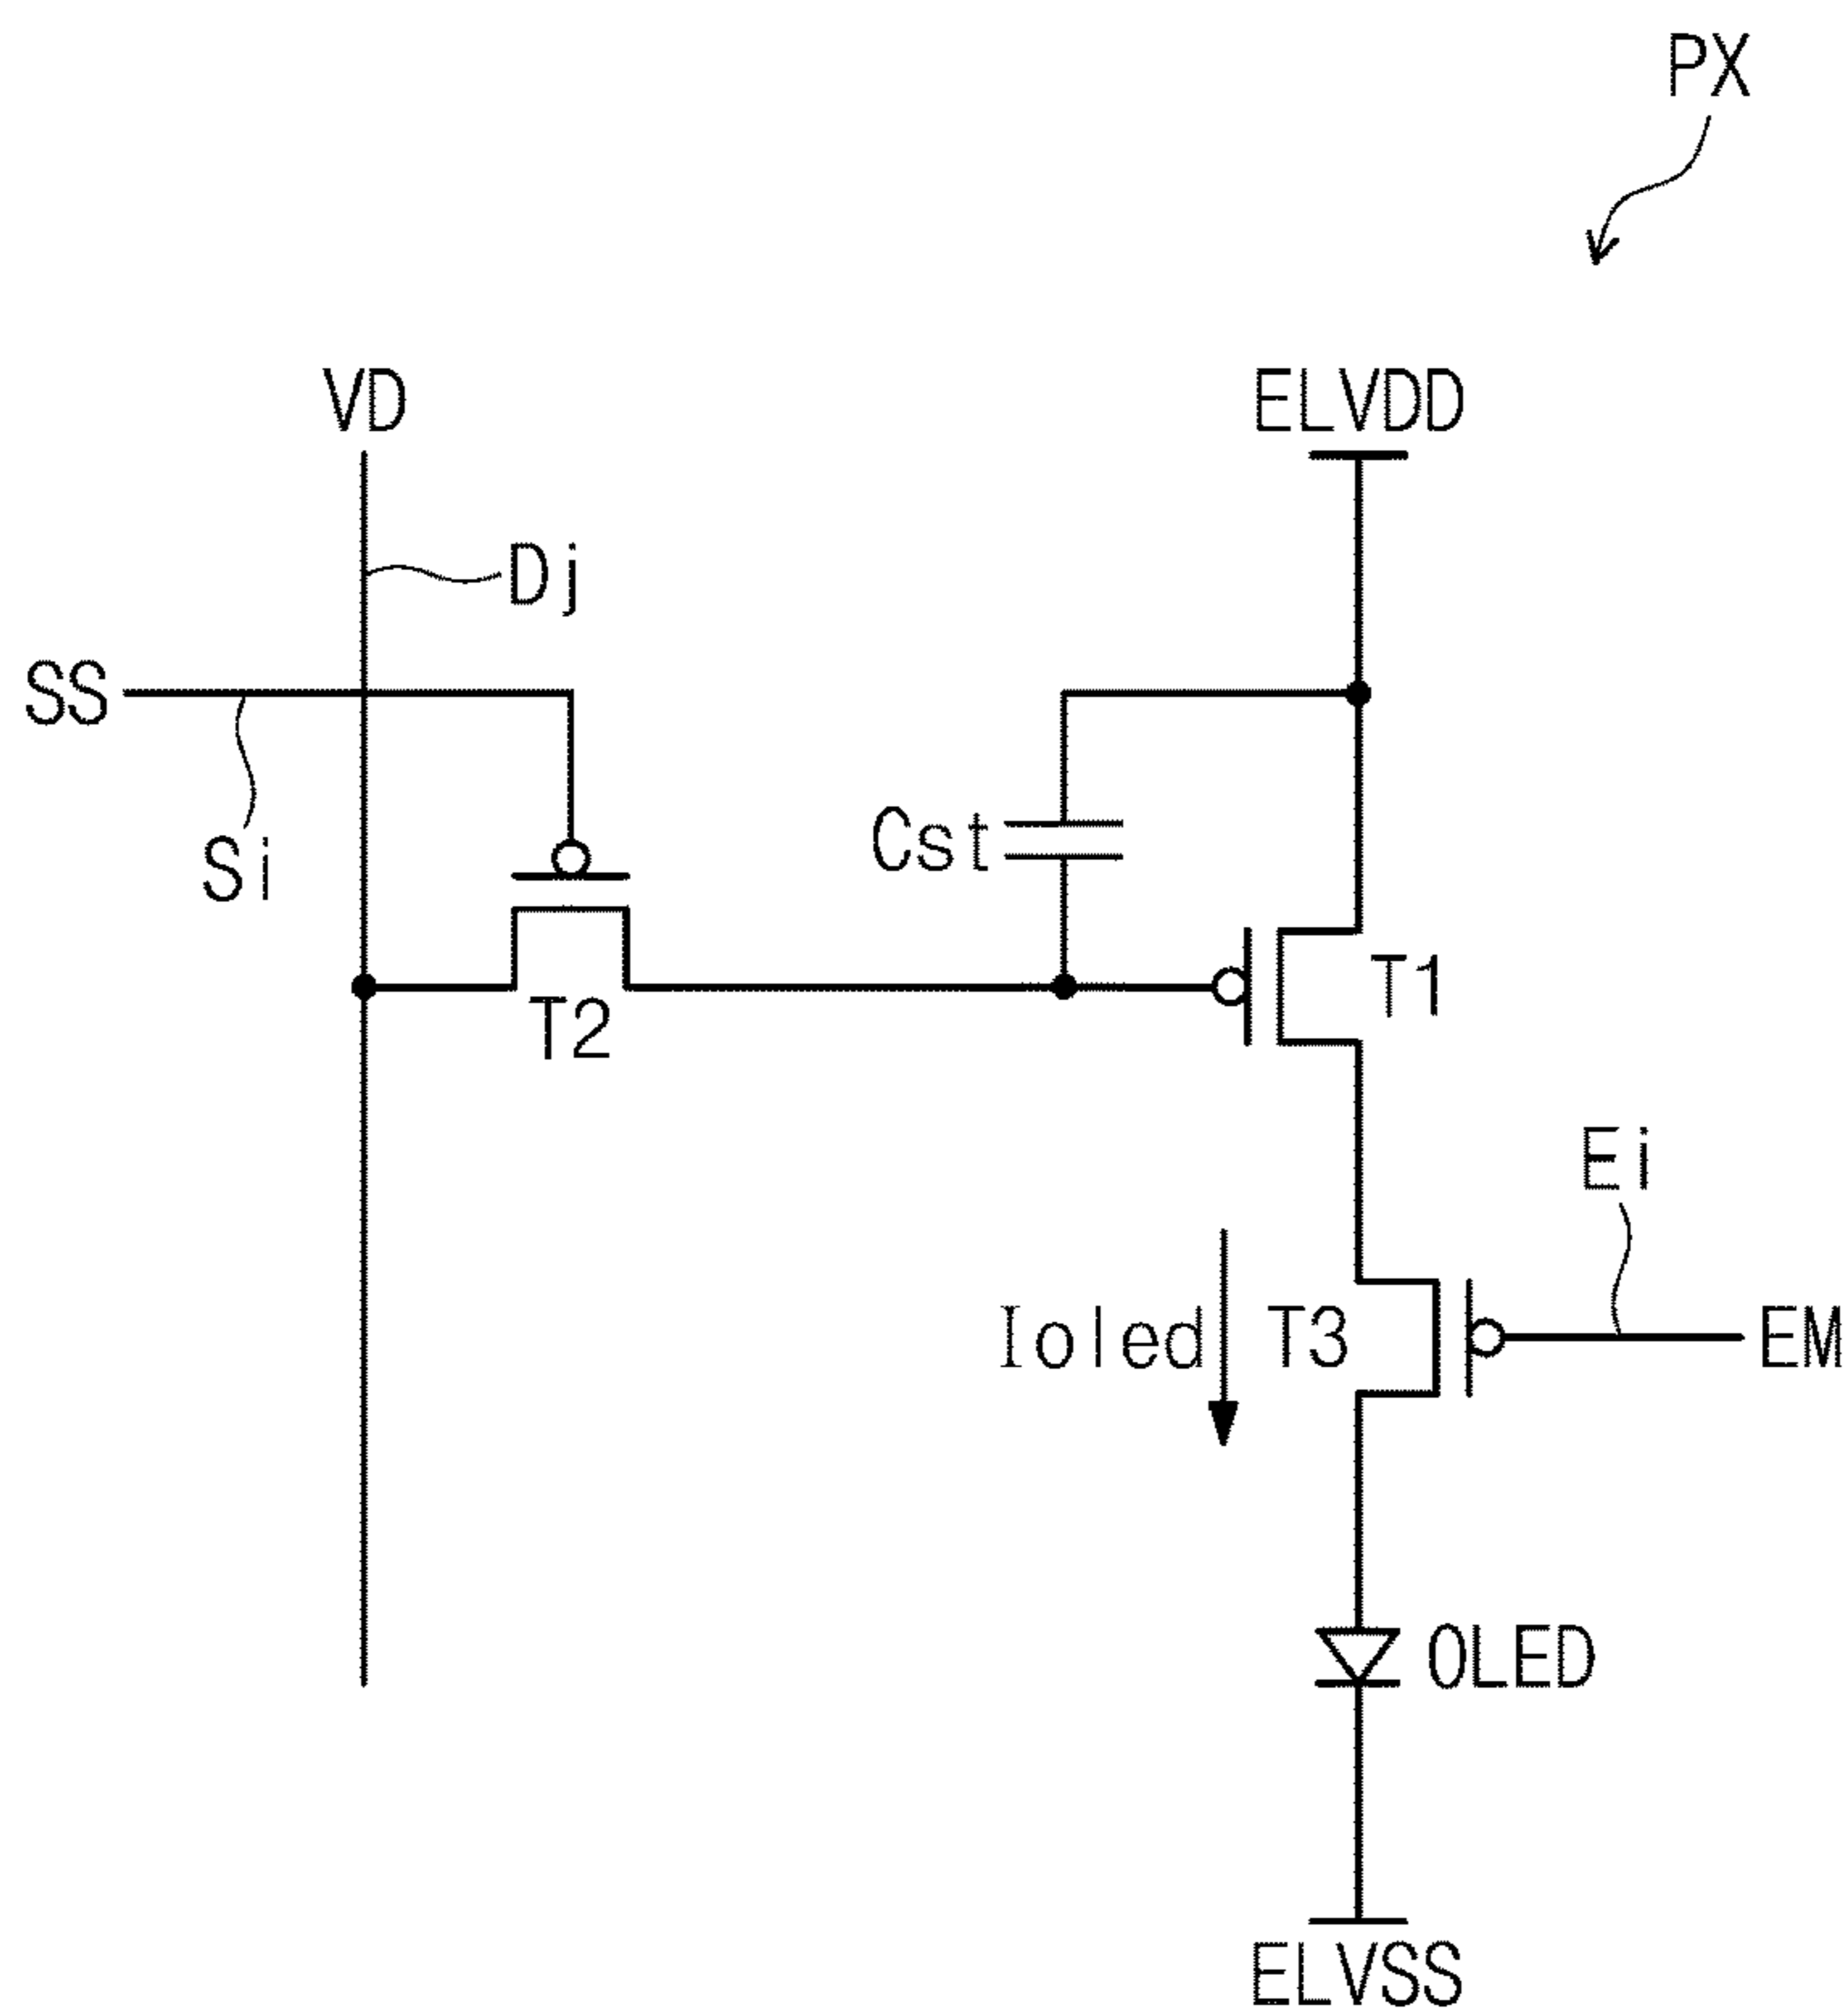 PX
VD
ELVDD
Dj
SS
Si
Cst
T1
T2
Ei
Ioled
T3
EM
OLED
ELVSS